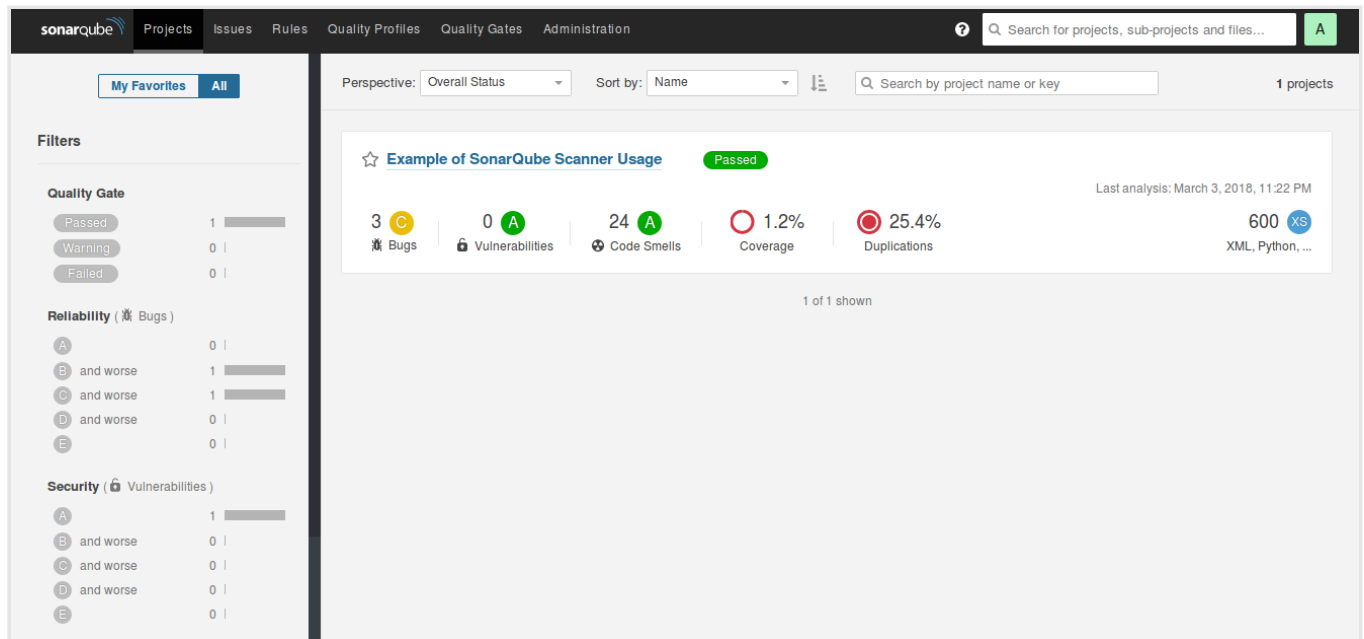 sonarqube Projects Issues Rules Quality Profiles Quality Gates Administration ? Search for projects, sub-projects and files... A
My Favorites All
Perspective: Overall Status Sort by: Name Search by project name or key 1 projects
Filters
Quality Gate
Passed 1
Warning 0
Failed 0
Reliability ( Bugs )
A 0
B and worse 1
C and worse 1
D and worse 0
E 0
Security ( Vulnerabilities )
A 1
B and worse 0
C and worse 0
D and worse 0
E 0
Example of SonarQube Scanner Usage Passed
Last analysis: March 3, 2018, 11:22 PM
3 C 0 A 24 A 1.2% 25.4% 600 XS
Bugs Vulnerabilities Code Smells Coverage Duplications XML, Python, ...
1 of 1 shown